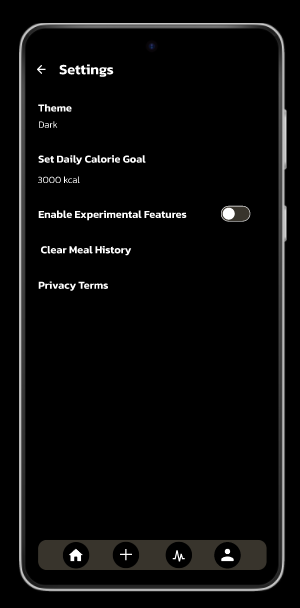 Settings
Theme
Dark
Set Daily Calorie Goal
3000 kcal
Enable Experimental Features
Clear Meal History
Privacy Terms